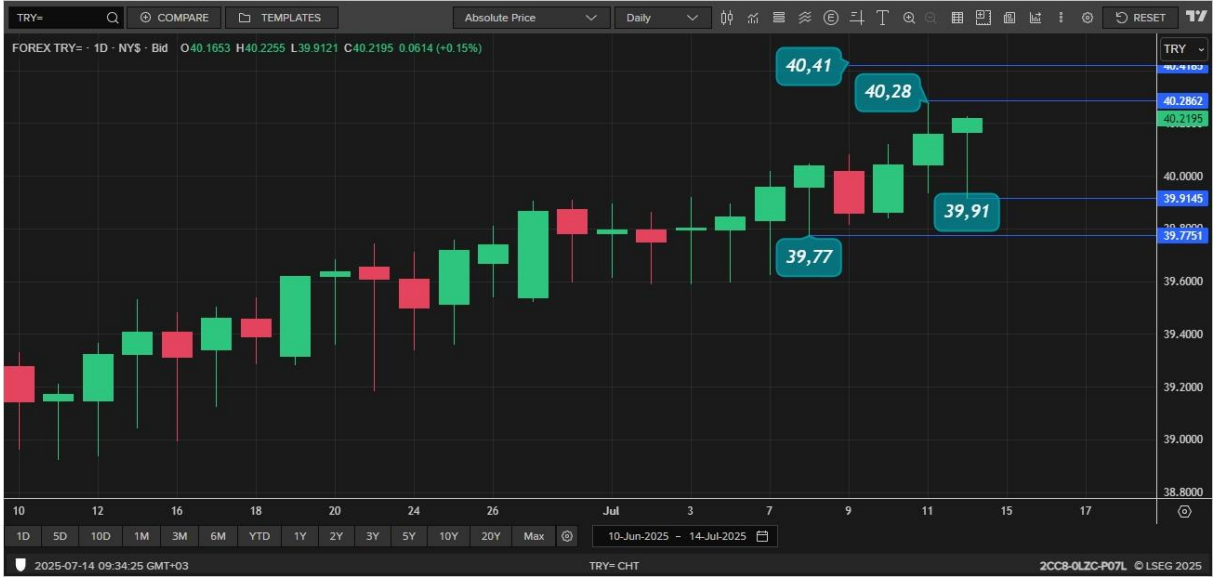 TRY=
COMPARE
TEMPLATES
Absolute Price
Daily
RESET
FOREX TRY= - 1D - NY$ - Bid O40.1653 H40.2255 L39.9121 C40.2195 0.0614 (+0.15%)
TRY
40,41
40.4185
40,28
40.2862
40.2195
40.0000
39.9145
39,91
39.8000
39.7751
39,77
39.6000
39.4000
39.2000
39.0000
38.8000
10 12 16 18 20 24 26 Jul 3 7 9 11 15 17
1D 5D 10D 1M 3M 6M YTD 1Y 2Y 3Y 5Y 10Y 20Y Max 10-Jun-2025 - 14-Jul-2025
2025-07-14 09:34:25 GMT+03 TRY= CHT 2CC8-0LZC-P07L © LSEG 2025